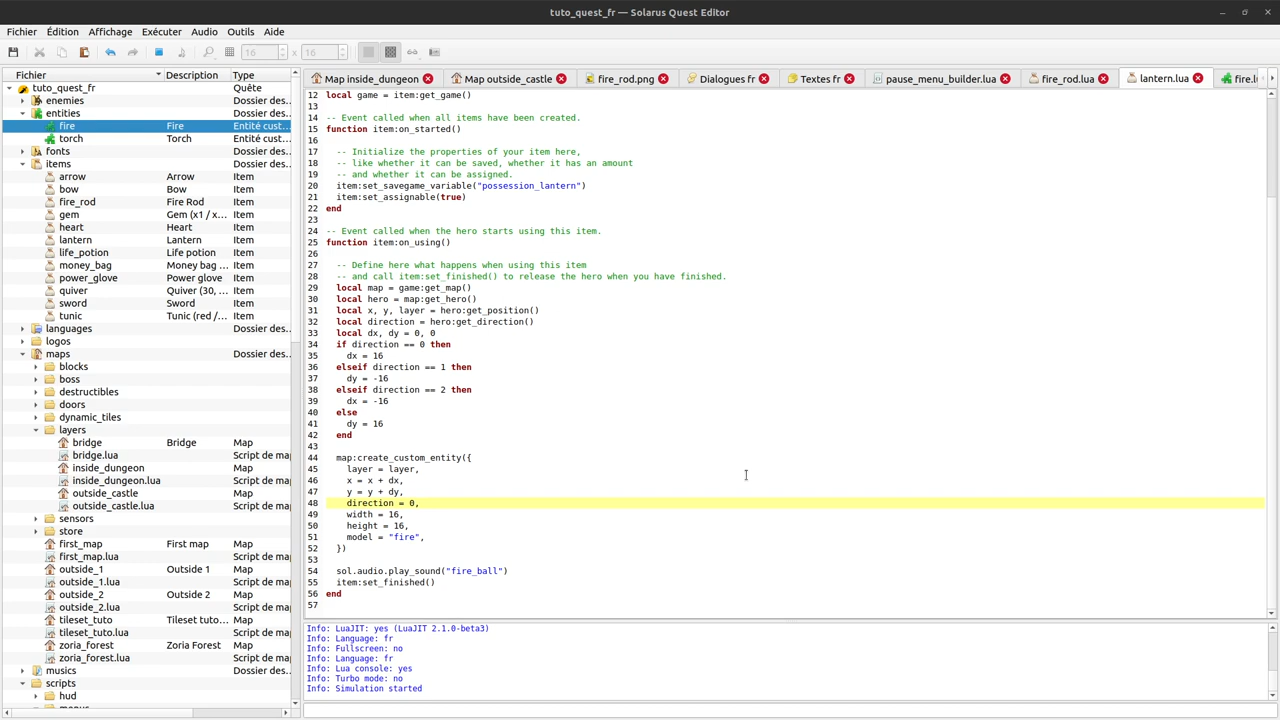 tuto_quest_fr — Solarus Quest Editor
Fichier Édition Affichage Exécuter Audio Outils Aide
16 x 16
Fichier Description Type
tuto_quest_fr Quête
enemies Dossier des...
entities Dossier des...
fire Fire Entité cust...
torch Torch Entité cust...
fonts Dossier des...
items Dossier des...
arrow Arrow Item
bow Bow Item
fire_rod Fire Rod Item
gem Gem (x1 / x... Item
heart Heart Item
lantern Lantern Item
life_potion Life potion Item
money_bag Money bag ... Item
power_glove Power glove Item
quiver Quiver (30, ... Item
sword Sword Item
tunic Tunic (red /... Item
languages Dossier des...
logos Dossier des...
maps Dossier des...
blocks
boss
destructibles
doors
dynamic_tiles
layers
bridge Bridge Map
bridge.lua Script de ma
inside_dungeon Map
inside_dungeon.lua Script de ma
outside_castle Map
outside_castle.lua Script de ma
sensors
store
first_map First map Map
first_map.lua Script de ma
outside_1 Outside 1 Map
outside_1.lua Script de ma
outside_2 Outside 2 Map
outside_2.lua Script de ma
tileset_tuto Tileset tuto... Map
tileset_tuto.lua Script de ma
zoria_forest Zoria Forest Map
zoria_forest.lua Script de ma
musics Dossier des...
scripts Dossier des...
hud
Map inside_dungeon Map outside_castle fire_rod.png Dialogues fr Textes fr pause_menu_builder.lua fire_rod.lua lantern.lua fire.l
12 local game = item:get_game()
13
14 -- Event called when all items have been created.
15 function item:on_started()
16
17 -- Initialize the properties of your item here,
18 -- like whether it can be saved, whether it has an amount
19 -- and whether it can be assigned.
20 item:set_savegame_variable("possession_lantern")
21 item:set_assignable(true)
22 end
23
24 -- Event called when the hero starts using this item.
25 function item:on_using()
26
27 -- Define here what happens when using this item
28 -- and call item:set_finished() to release the hero when you have finished.
29 local map = game:get_map()
30 local hero = map:get_hero()
31 local x, y, layer = hero:get_position()
32 local direction = hero:get_direction()
33 local dx, dy = 0, 0
34 if direction == 0 then
35 dx = 16
36 elseif direction == 1 then
37 dy = -16
38 elseif direction == 2 then
39 dx = -16
40 else
41 dy = 16
42 end
43
44 map:create_custom_entity({
45 layer = layer,
46 x = x + dx,
47 y = y + dy,
48 direction = 0,
49 width = 16,
50 height = 16,
51 model = "fire",
52 })
53
54 sol.audio.play_sound("fire_ball")
55 item:set_finished()
56 end
57
Info: LuaJIT: yes (LuaJIT 2.1.0-beta3)
Info: Language: fr
Info: Fullscreen: no
Info: Language: fr
Info: Lua console: yes
Info: Turbo mode: no
Info: Simulation started